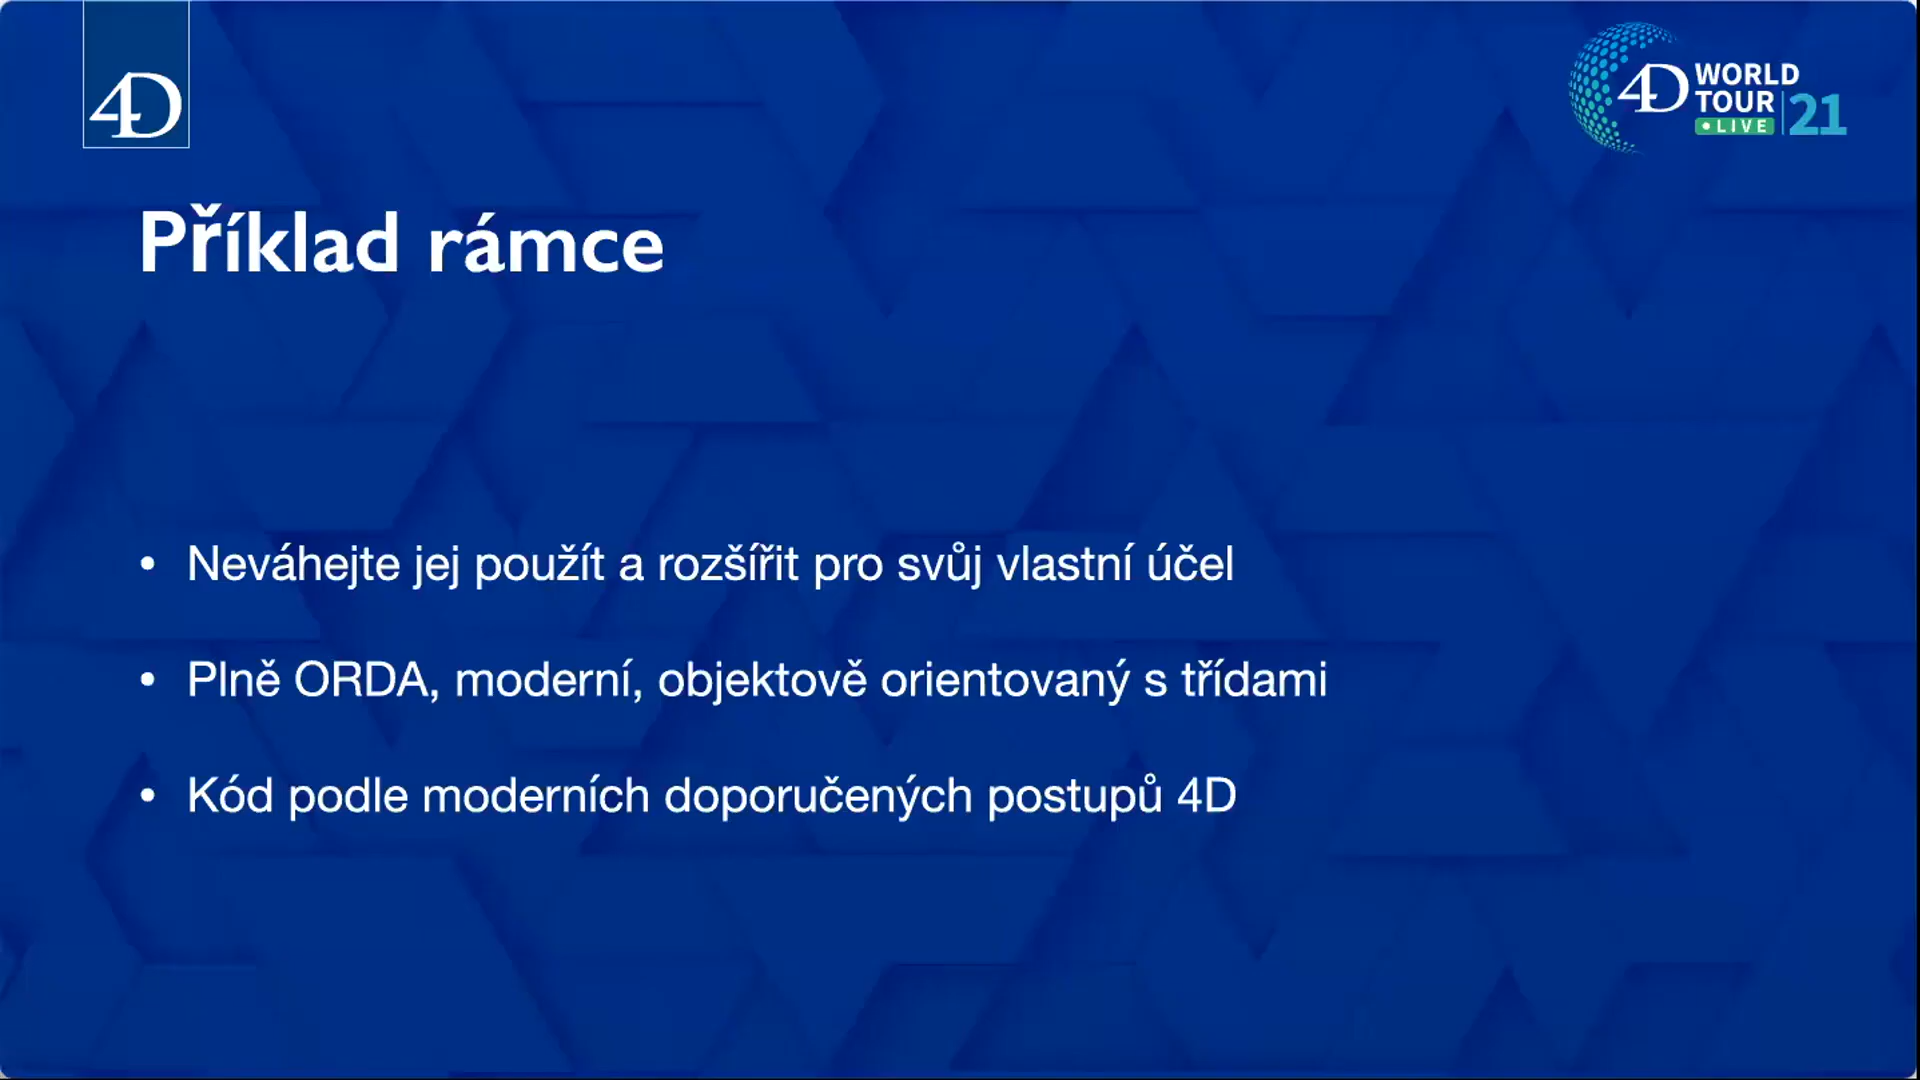 4D
4D WORLD
TOUR
LIVE 21
Příklad rámce
• Neváhejte jej použít a rozšířit pro svůj vlastní účel
• Plně ORDA, moderní, objektově orientovaný s třídami
• Kód podle moderních doporučených postupů 4D